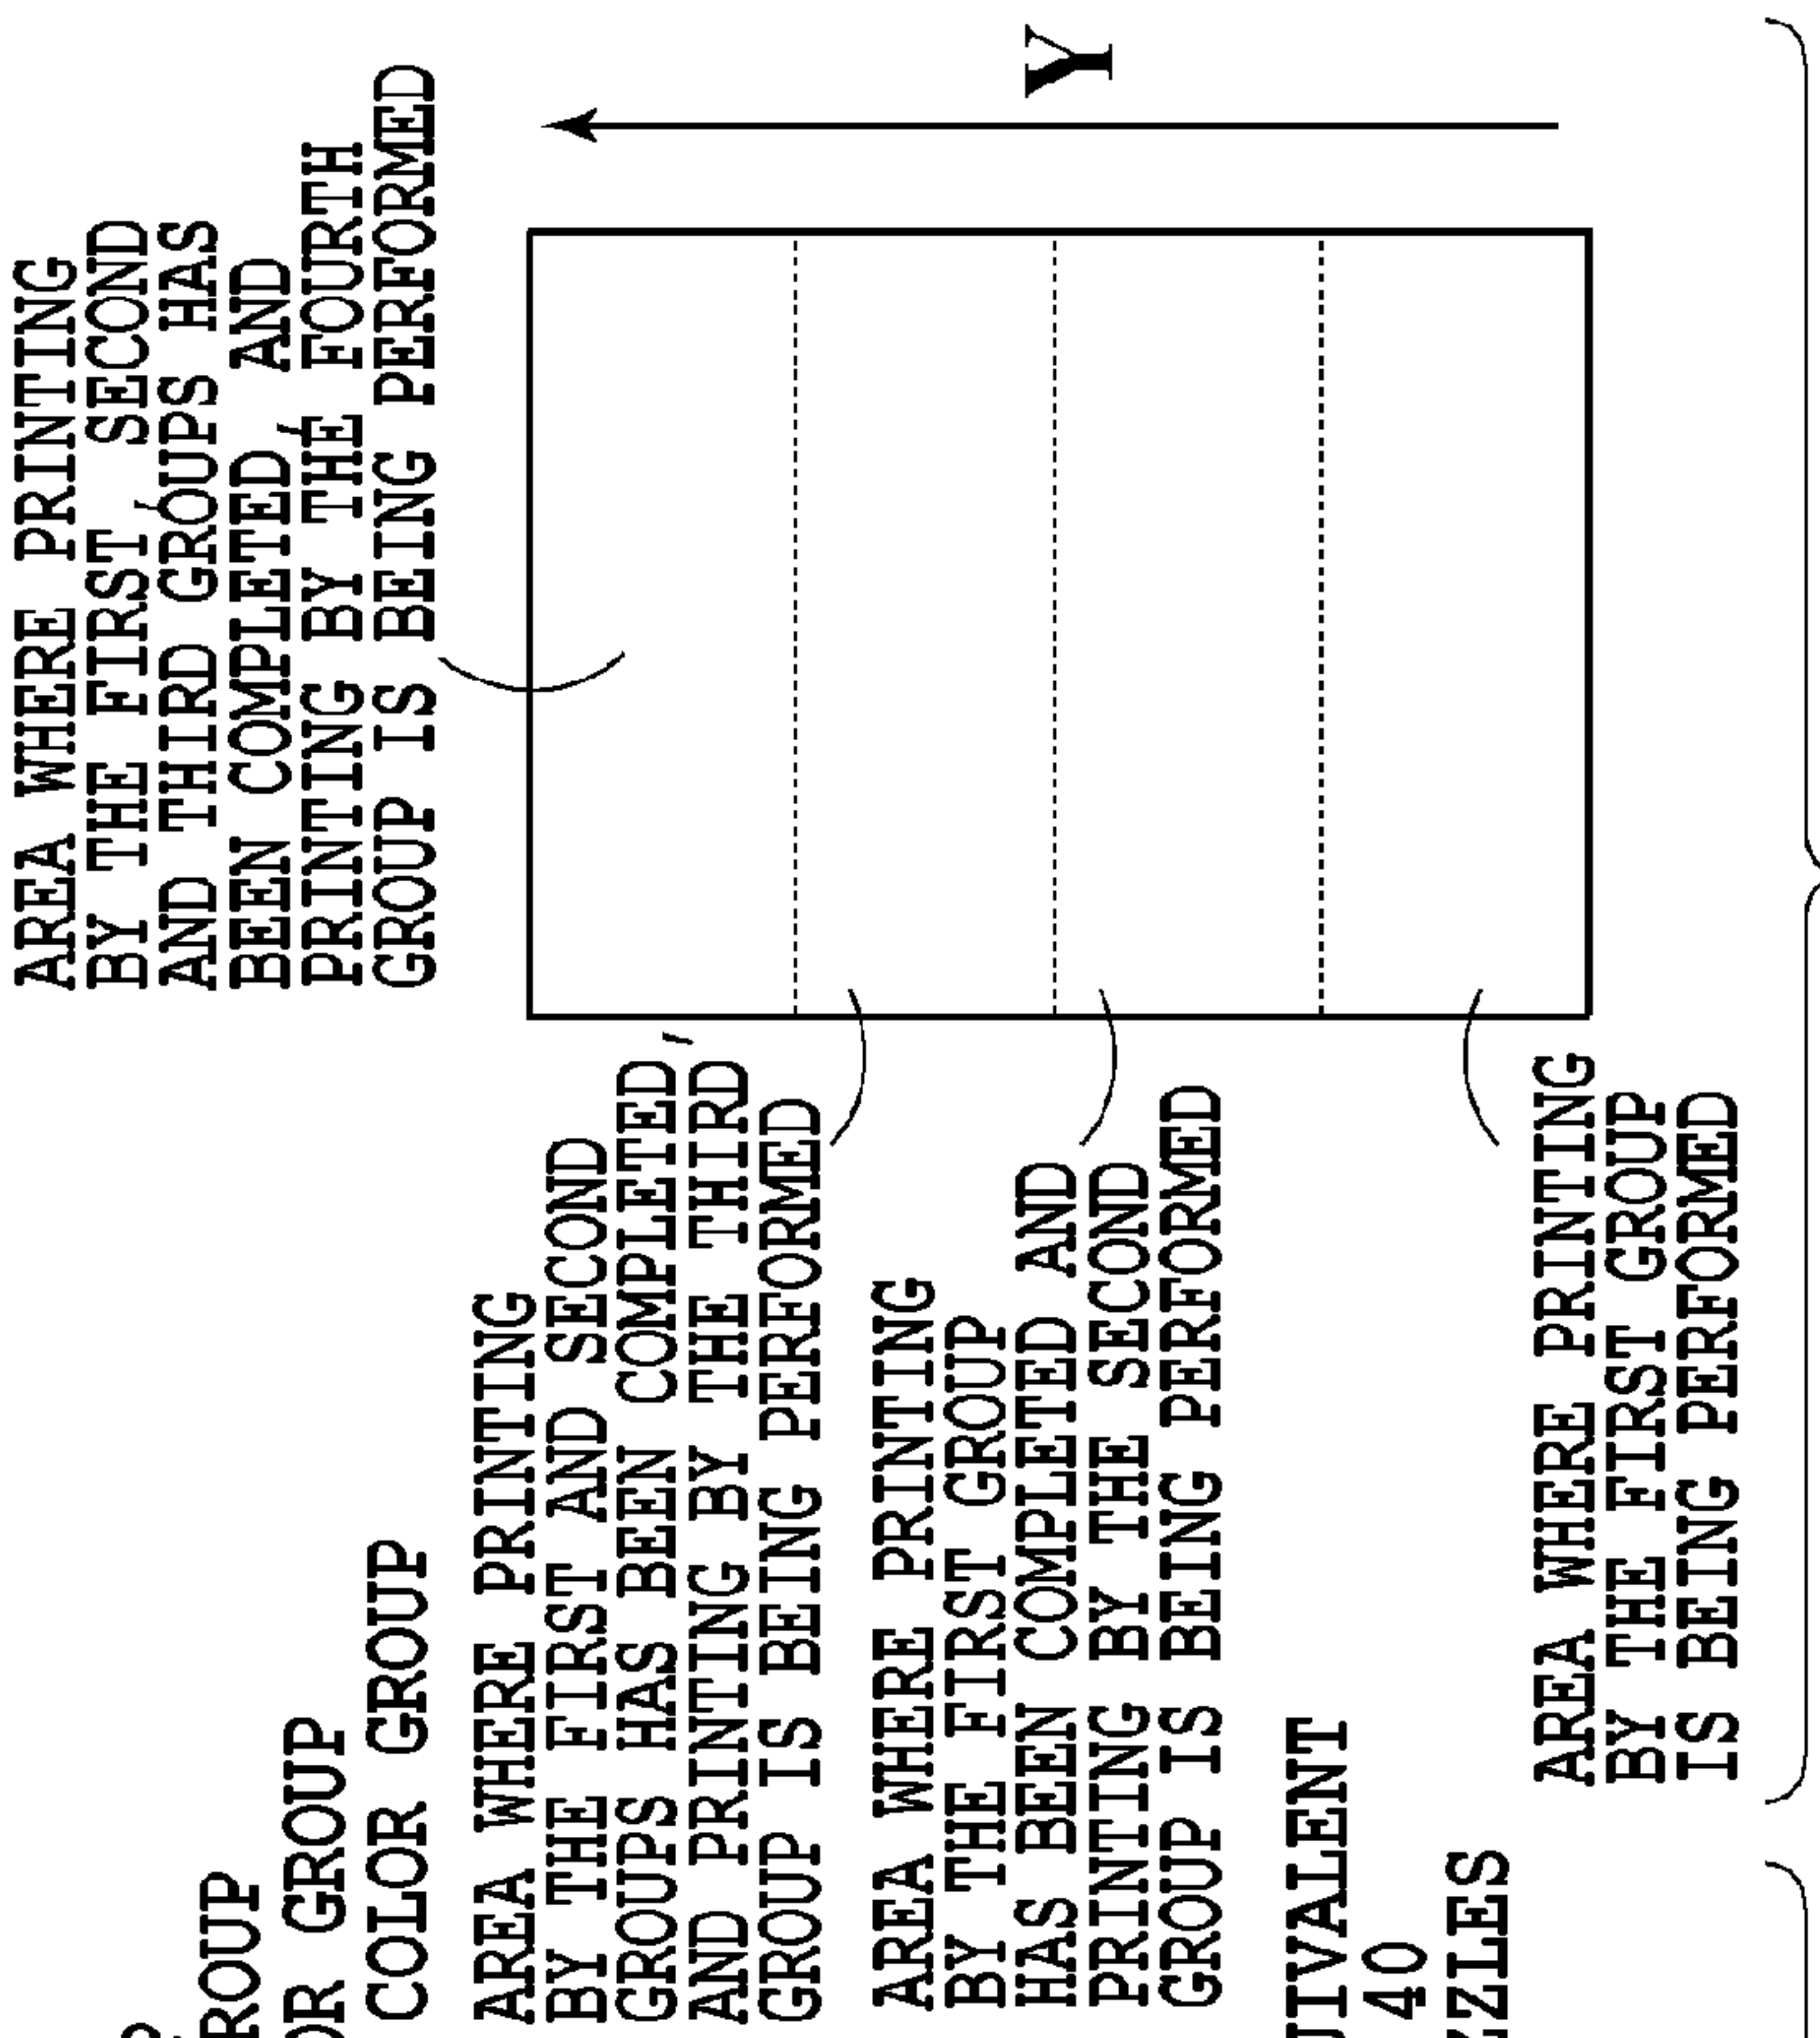 AREA WHERE PRINTING
BY THE FIRST, SECOND
AND THIRD GROUPS HAS
BEEN COMPLETED, AND
PRINTING BY THE FOURTH
GROUP IS BEING PERFORMED
Y
GROUP
GROUP
COLOR GROUP
AREA WHERE PRINTING
BY THE FIRST AND SECOND
GROUPS HAS BEEN COMPLETED,
AND PRINTING BY THE THIRD
GROUP IS BEING PERFORMED
AREA WHERE PRINTING
BY THE FIRST GROUP
HAS BEEN COMPLETED AND
PRINTING BY THE SECOND
GROUP IS BEING PERFORMED
40
AREA WHERE PRINTING
BY THE FIRST GROUP
IS BEING PERFORMED